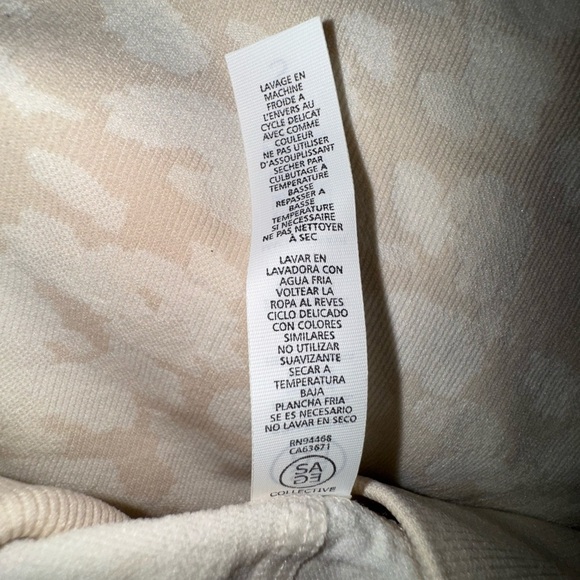 LAVAGE EN
MACHINE
FROIDE A
L'ENVERS AU
CYCLE DELICAT
AVEC COMME
COULEUR
NE PAS UTILISER
D'ASSOUPLISSANT
SECHER PAR
CULBUTAGE A
TEMPERATURE
BASSE
REPASSER A
BASSE
TEMPERATURE
SI NECESSAIRE
NE PAS NETTOYER
À SEC
LAVAR EN
LAVADORA CON
AGUA FRIA
VOLTEAR LA
ROPA AL REVES
CICLO DELICADO
CON COLORES
SIMILARES
NO UTILIZAR
SUAVIZANTE
SECAR A
TEMPERATURA
BAJA
PLANCHA FRIA
SE ES NECESARIO
NO LAVAR EN SECO
RN94468
CA63671
SA
GE
COLLECTIVE